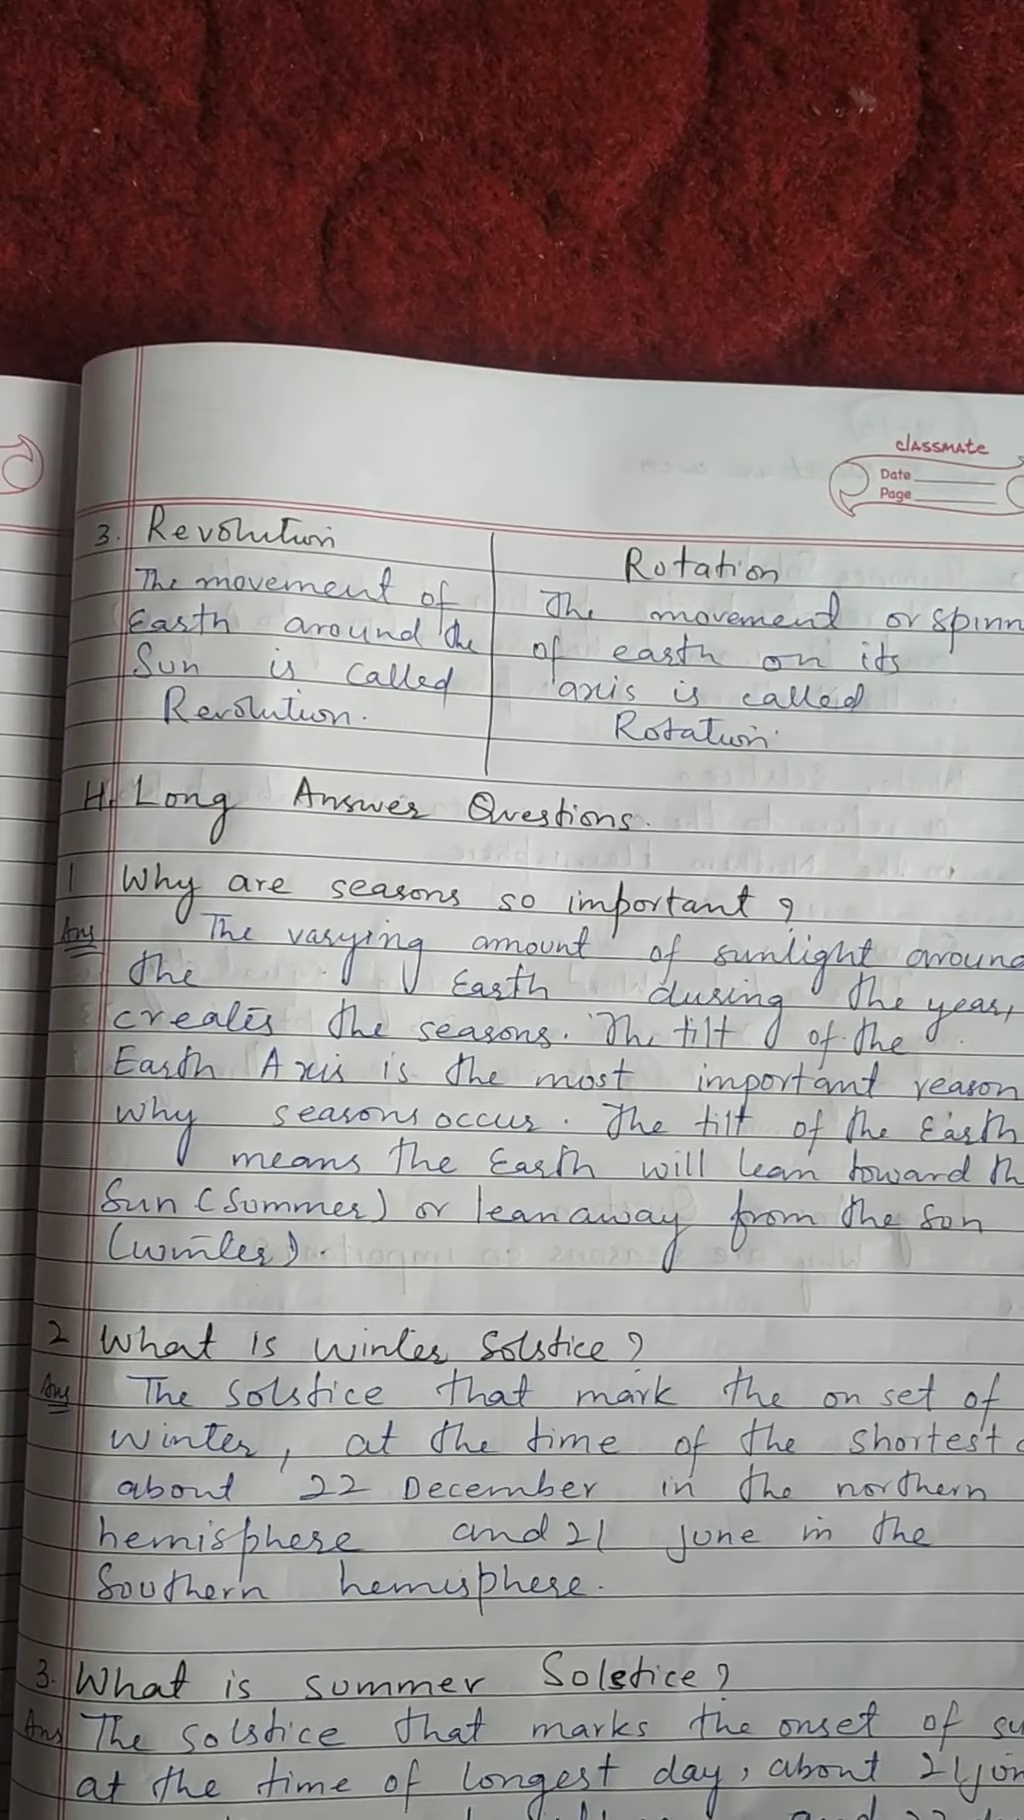 classmate
Date
Page
3. Revolution
The movement of
Earth around the
Sun is called
Revolution.
Rotation
The movement or spinn
of earth on its
axis is called
Rotation.
H. Long Answer Questions.
1 Why are seasons so important?
Ans The varying amount of sunlight around
the Earth during the year,
creates the seasons. The tilt of the
Earth Axis is the most important reason
why seasons occur. The tilt of the Earth
means the Earth will lean toward th
Sun (Summer) or lean away from the Sun
(winter).
2 What is winter Solstice?
Ans The Solstice that mark the on set of
winter, at the time of the shortest
about 22 December in the northern
hemisphere and 21 june in the
Southern hemisphere.
3. What is summer Solstice?
Ans The Solstice that marks the onset of su
at the time of longest day, about 21 jun